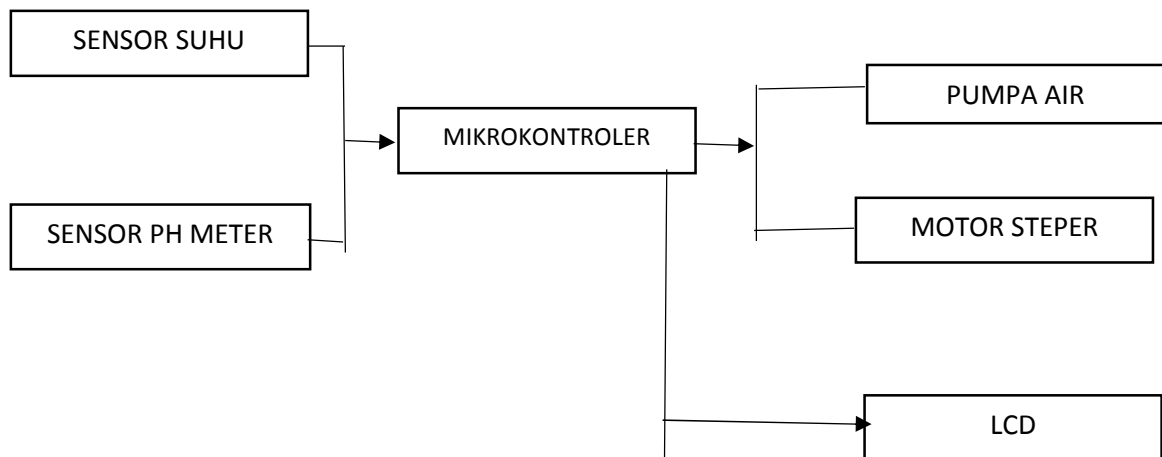 SENSOR SUHU
SENSOR PH METER
MIKROKONTROLER
PUMPA AIR
MOTOR STEPER
LCD